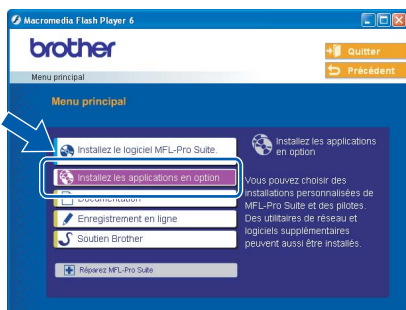 Macromedia Flash Player 6
brother
Quitter
Précédent
Menu principal
Menu principal
Installez le logiciel MFL-Pro Suite.
Installez les applications en option
Documentation
Enregistrement en ligne
Soutien Brother
Réparez MFL-Pro Suite
Installez les applications
en option
Vous pouvez choisir des
installations personnalisées de
MFL-Pro Suite et des pilotes.
Des utilitaires de réseau et
logiciels supplémentaires
peuvent aussi être installés.